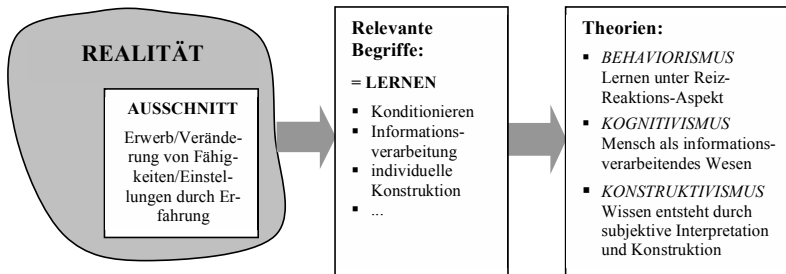 REALITÄT
AUSSCHNITT
Erwerb/Verände-
rung von Fähig-
keiten/Einstel-
lungen durch Er-
fahrung
Relevante
Begriffe:
= LERNEN
▪ Konditionieren
▪ Informations-
verarbeitung
▪ individuelle
Konstruktion
▪ ...
Theorien:
▪ BEHAVIORISMUS
Lernen unter Reiz-
Reaktions-Aspekt
▪ KOGNITIVISMUS
Mensch als informations-
verarbeitendes Wesen
▪ KONSTRUKTIVISMUS
Wissen entsteht durch
subjektive Interpretation
und Konstruktion